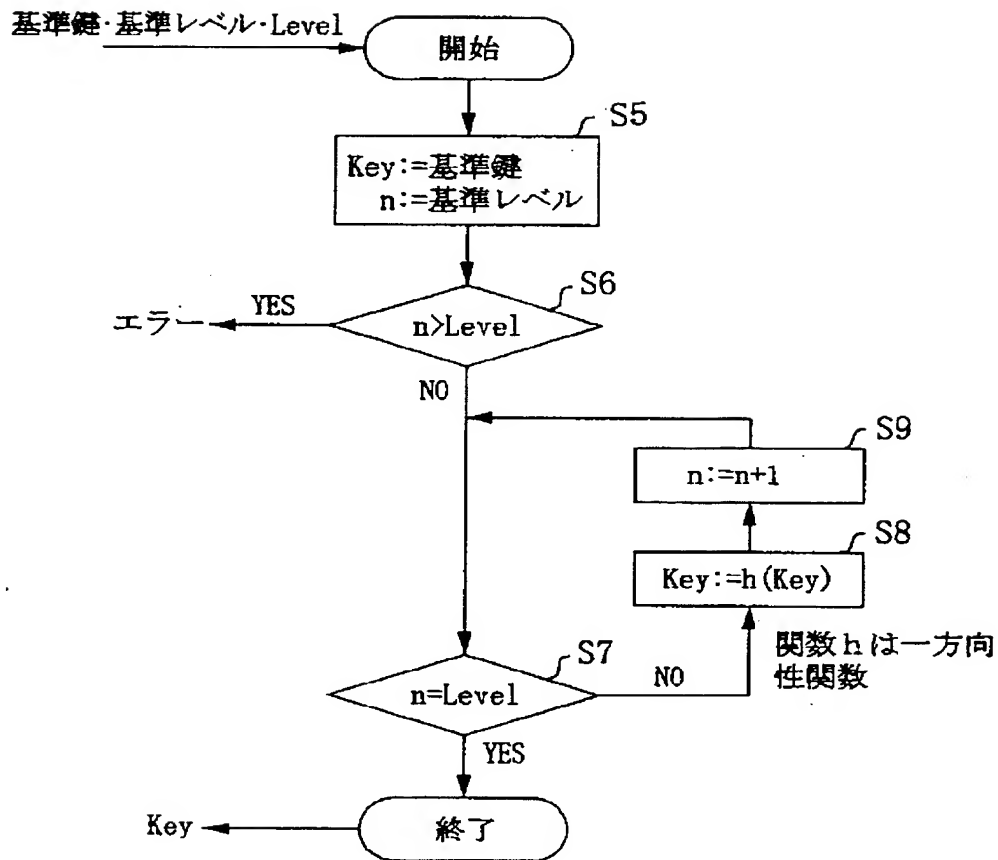 基準鍵·基準レベル·Level
開始
S5
Key:=基準鍵
n:=基準レベル
S6
n>Level
YES
エラー
NO
S9
n:=n+1
S8
Key:=h(Key)
関数hは一方向
性関数
S7
n=Level
NO
YES
終了
Key